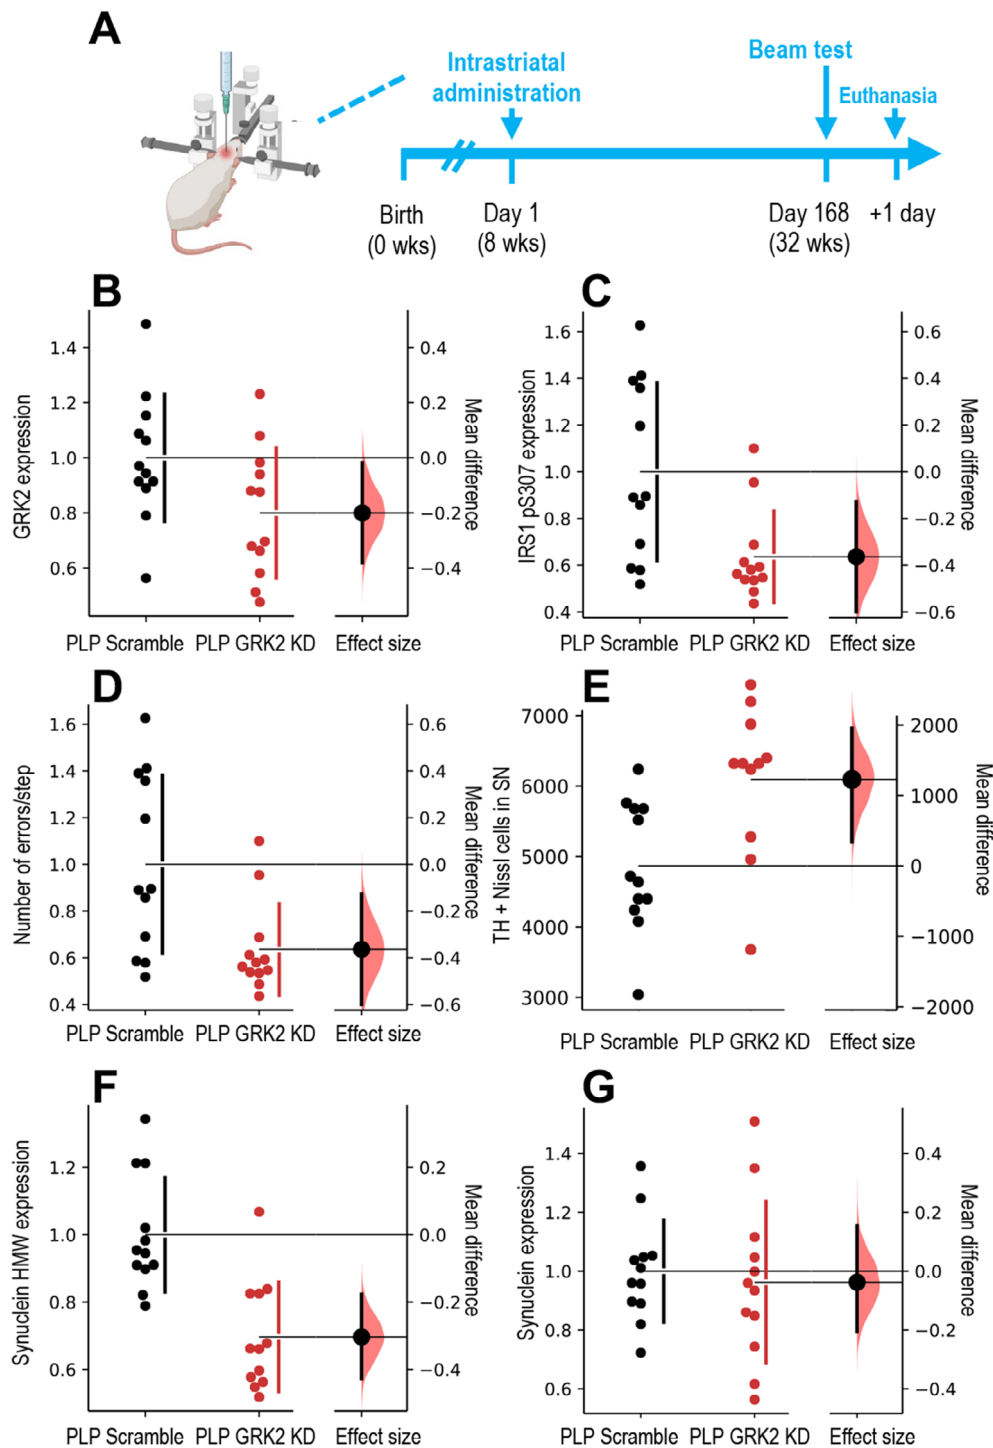 A
Intrastriatal
administration
Beam test
Euthanasia
Birth
(0 wks)
Day 1
(8 wks)
Day 168
(32 wks)
+1 day
B
GRK2 expression
1.4
1.2
1.0
0.8
0.6
0.4
0.2
0.0
−0.2
−0.4
Mean difference
PLP Scramble PLP GRK2 KD Effect size
C
IRS1 pS307 expression
1.6
1.4
1.2
1.0
0.8
0.6
0.4
0.6
0.4
0.2
0.0
−0.2
−0.4
−0.6
Mean difference
PLP Scramble PLP GRK2 KD Effect size
D
Number of errors/step
1.6
1.4
1.2
1.0
0.8
0.6
0.4
0.6
0.4
0.2
0.0
−0.2
−0.4
−0.6
Mean difference
PLP Scramble PLP GRK2 KD Effect size
E
TH + Nissl cells in SN
7000
6000
5000
4000
3000
2000
1000
0
−1000
−2000
Mean difference
PLP Scramble PLP GRK2 KD Effect size
F
Synuclein HMW expression
1.2
1.0
0.8
0.6
0.2
0.0
−0.2
−0.4
Mean difference
PLP Scramble PLP GRK2 KD Effect size
G
Synuclein expression
1.4
1.2
1.0
0.8
0.6
0.4
0.2
0.0
−0.2
−0.4
Mean difference
PLP Scramble PLP GRK2 KD Effect size